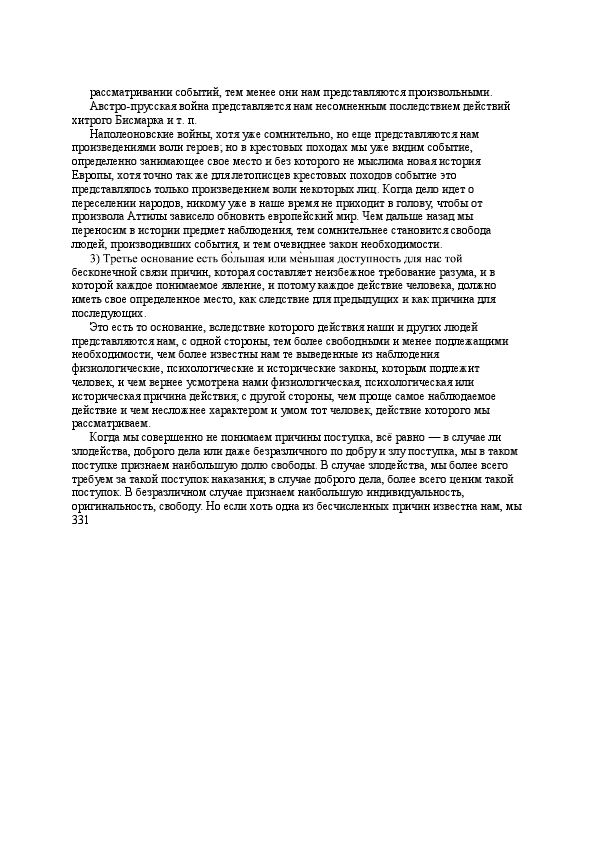 рассматривании событий, тем менее они нам представляются произвольными.
Австро-прусская война представляется нам несомненным последствием действий
хитрого Бисмарка и т. п.
Наполеоновские войны, хотя уже сомнительно, но еще представляются нам
произведениями воли героев; но в крестовых походах мы уже видим событие,
определенно занимающее свое место и без которого не мыслима новая история
Европы, хотя точно так же для летописцев крестовых походов событие это
представлялось только произведением воли некоторых лиц. Когда дело идет о
переселении народов, никому уже в наше время не приходит в голову, чтобы от
произвола Аттилы зависело обновить европейский мир. Чем дальше назад мы
переносим в истории предмет наблюдения, тем сомнительнее становится свобода
людей, производивших события, и тем очевиднее закон необходимости.
3) Третье основание есть бо́льшая или ме́ньшая доступность для нас той
бесконечной связи причин, которая составляет неизбежное требование разума, и в
которой каждое понимаемое явление, и потому каждое действие человека, должно
иметь свое определенное место, как следствие для предыдущих и как причина для
последующих.
Это есть то основание, вследствие которого действия наши и других людей
представляются нам, с одной стороны, тем более свободными и менее подлежащими
необходимости, чем более известны нам те выведенные из наблюдения
физиологические, психологические и исторические законы, которым подлежит
человек, и чем вернее усмотрена нами физиологическая, психологическая или
историческая причина действия; с другой стороны, чем проще самое наблюдаемое
действие и чем несложнее характером и умом тот человек, действие которого мы
рассматриваем.
Когда мы совершенно не понимаем причины поступка, всё равно — в случае ли
злодейства, доброго дела или даже безразличного по добру и злу поступка, мы в таком
поступке признаем наибольшую долю свободы. В случае злодейства, мы более всего
требуем за такой поступок наказания; в случае доброго дела, более всего ценим такой
поступок. В безразличном случае признаем наибольшую индивидуальность,
оригинальность, свободу. Но если хоть одна из бесчисленных причин известна нам, мы
331